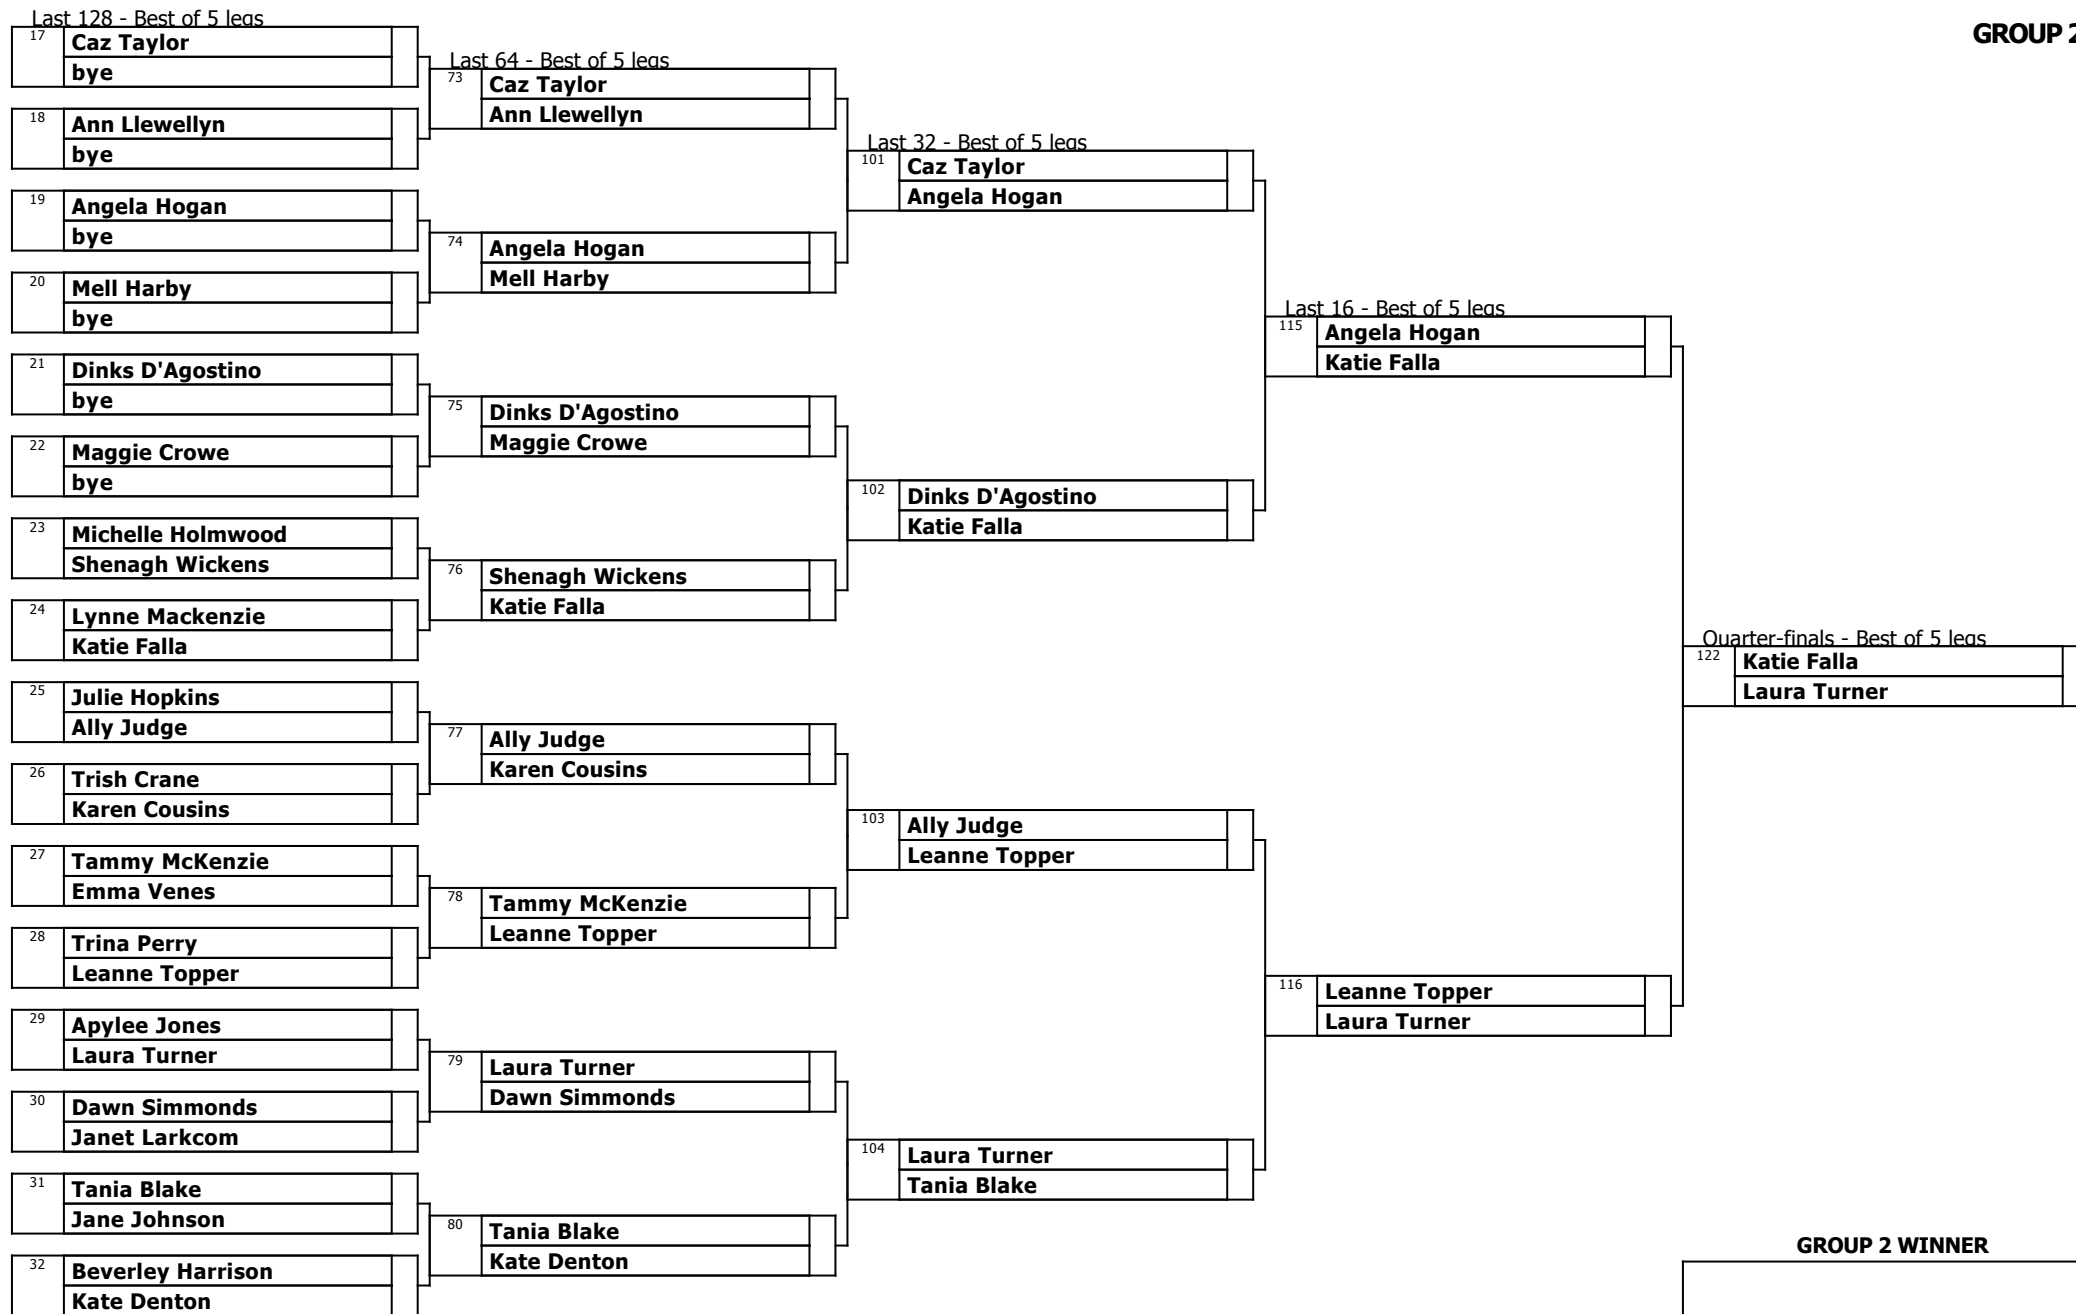 Last 128 - Best of 5 legs
GROUP 2
17
Caz Taylor
bye
18
Ann Llewellyn
bye
19
Angela Hogan
bye
20
Mell Harby
bye
21
Dinks D'Agostino
bye
22
Maggie Crowe
bye
23
Michelle Holmwood
Shenagh Wickens
24
Lynne Mackenzie
Katie Falla
25
Julie Hopkins
Ally Judge
26
Trish Crane
Karen Cousins
27
Tammy McKenzie
Emma Venes
28
Trina Perry
Leanne Topper
29
Apylee Jones
Laura Turner
30
Dawn Simmonds
Janet Larkcom
31
Tania Blake
Jane Johnson
32
Beverley Harrison
Kate Denton
Last 64 - Best of 5 legs
73
Caz Taylor
Ann Llewellyn
74
Angela Hogan
Mell Harby
75
Dinks D'Agostino
Maggie Crowe
76
Shenagh Wickens
Katie Falla
77
Ally Judge
Karen Cousins
78
Tammy McKenzie
Leanne Topper
79
Laura Turner
Dawn Simmonds
80
Tania Blake
Kate Denton
Last 32 - Best of 5 legs
101
Caz Taylor
Angela Hogan
102
Dinks D'Agostino
Katie Falla
103
Ally Judge
Leanne Topper
104
Laura Turner
Tania Blake
Last 16 - Best of 5 legs
115
Angela Hogan
Katie Falla
116
Leanne Topper
Laura Turner
Quarter-finals - Best of 5 legs
122
Katie Falla
Laura Turner
GROUP 2 WINNER